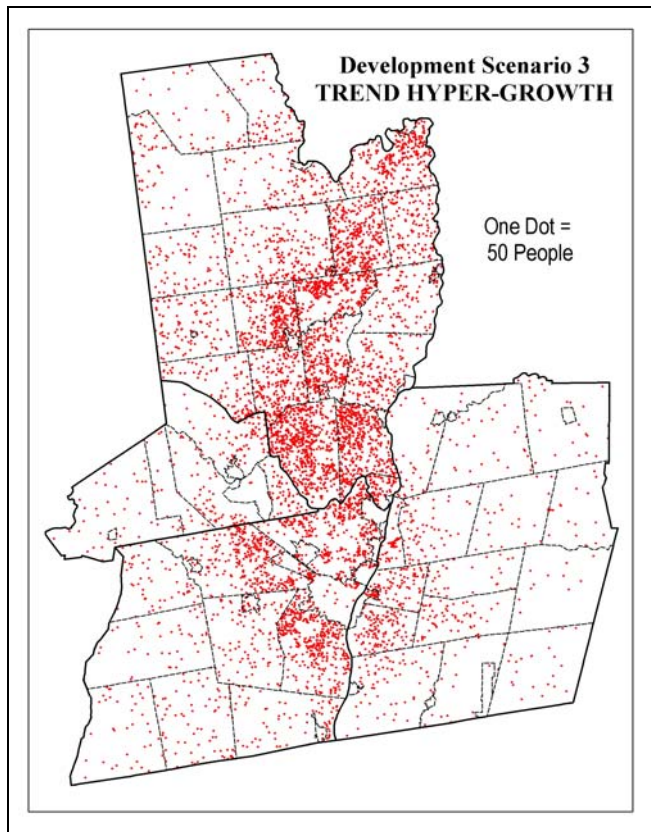 Development Scenario 3
TREND HYPER-GROWTH
One Dot =
50 People